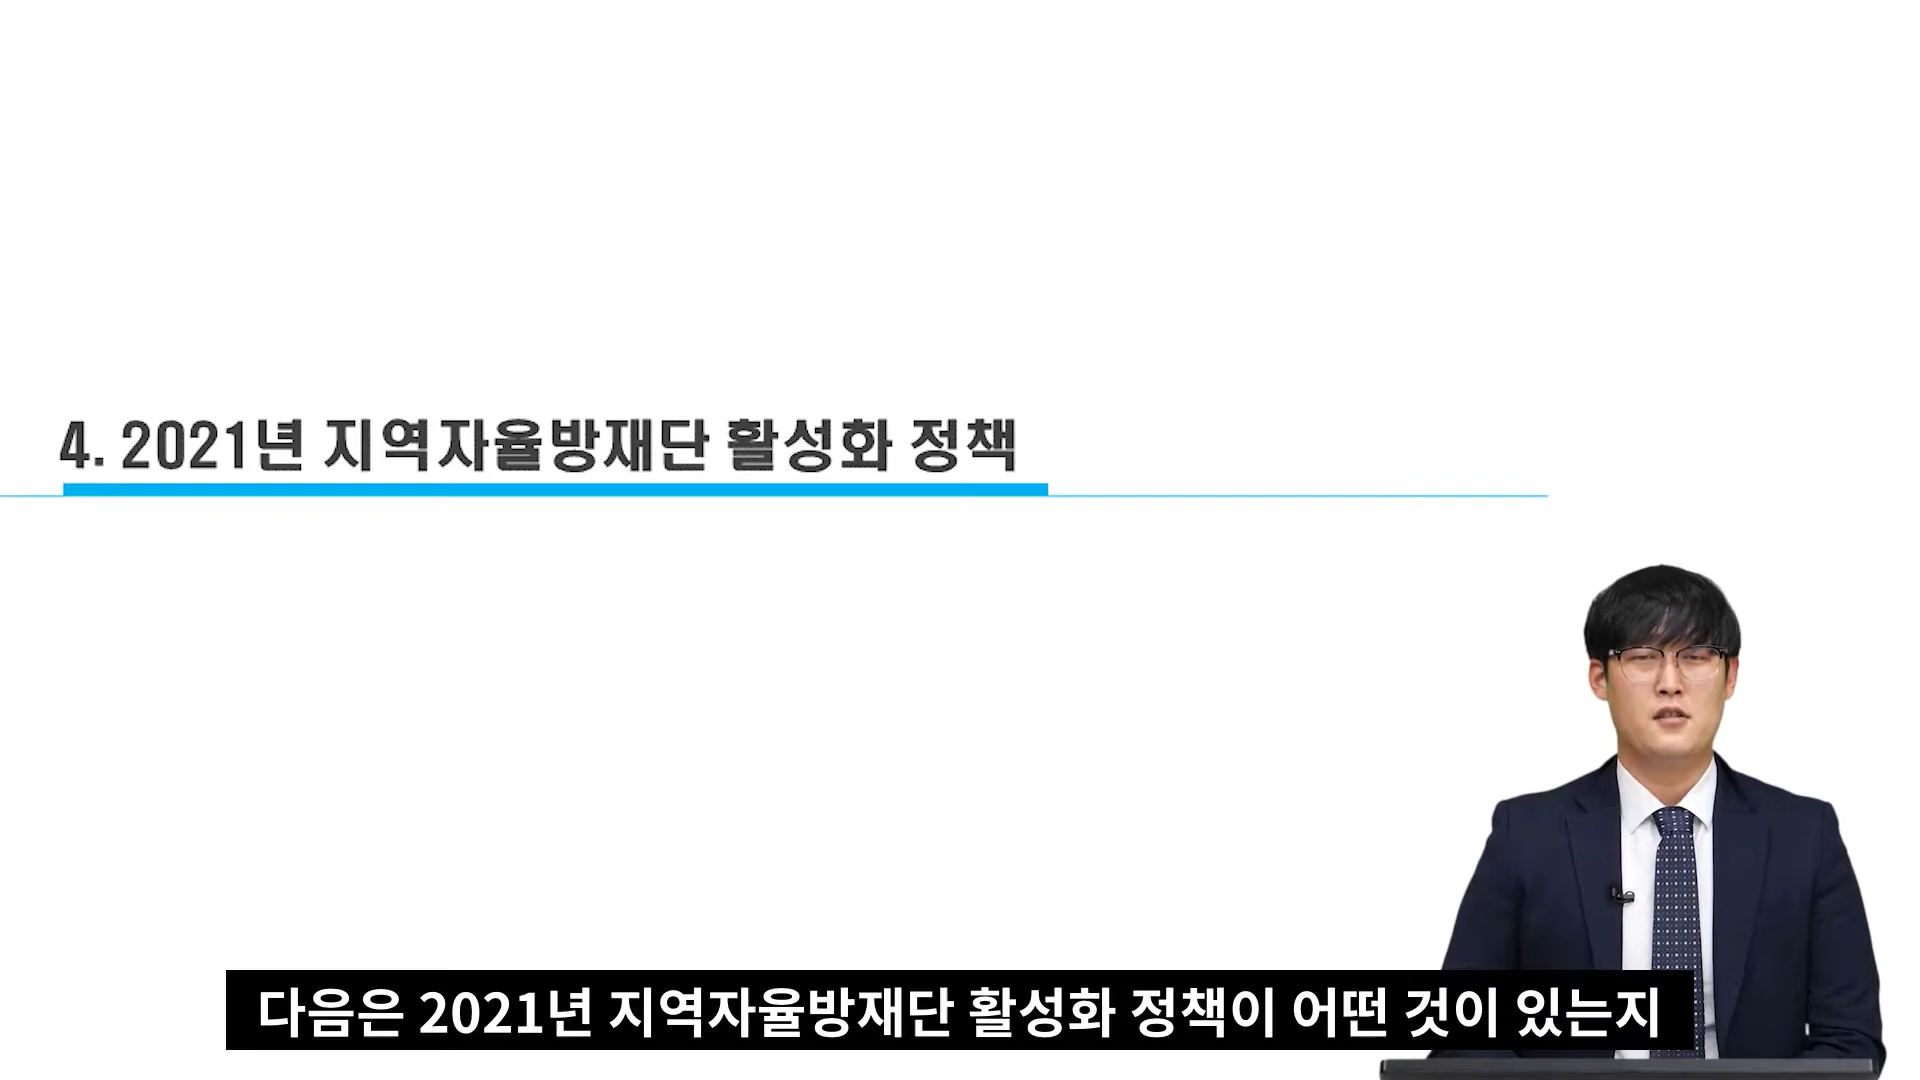 4. 2021년 지역자율방재단 활성화 정책
다음은 2021년 지역자율방재단 활성화 정책이 어떤 것이 있는지